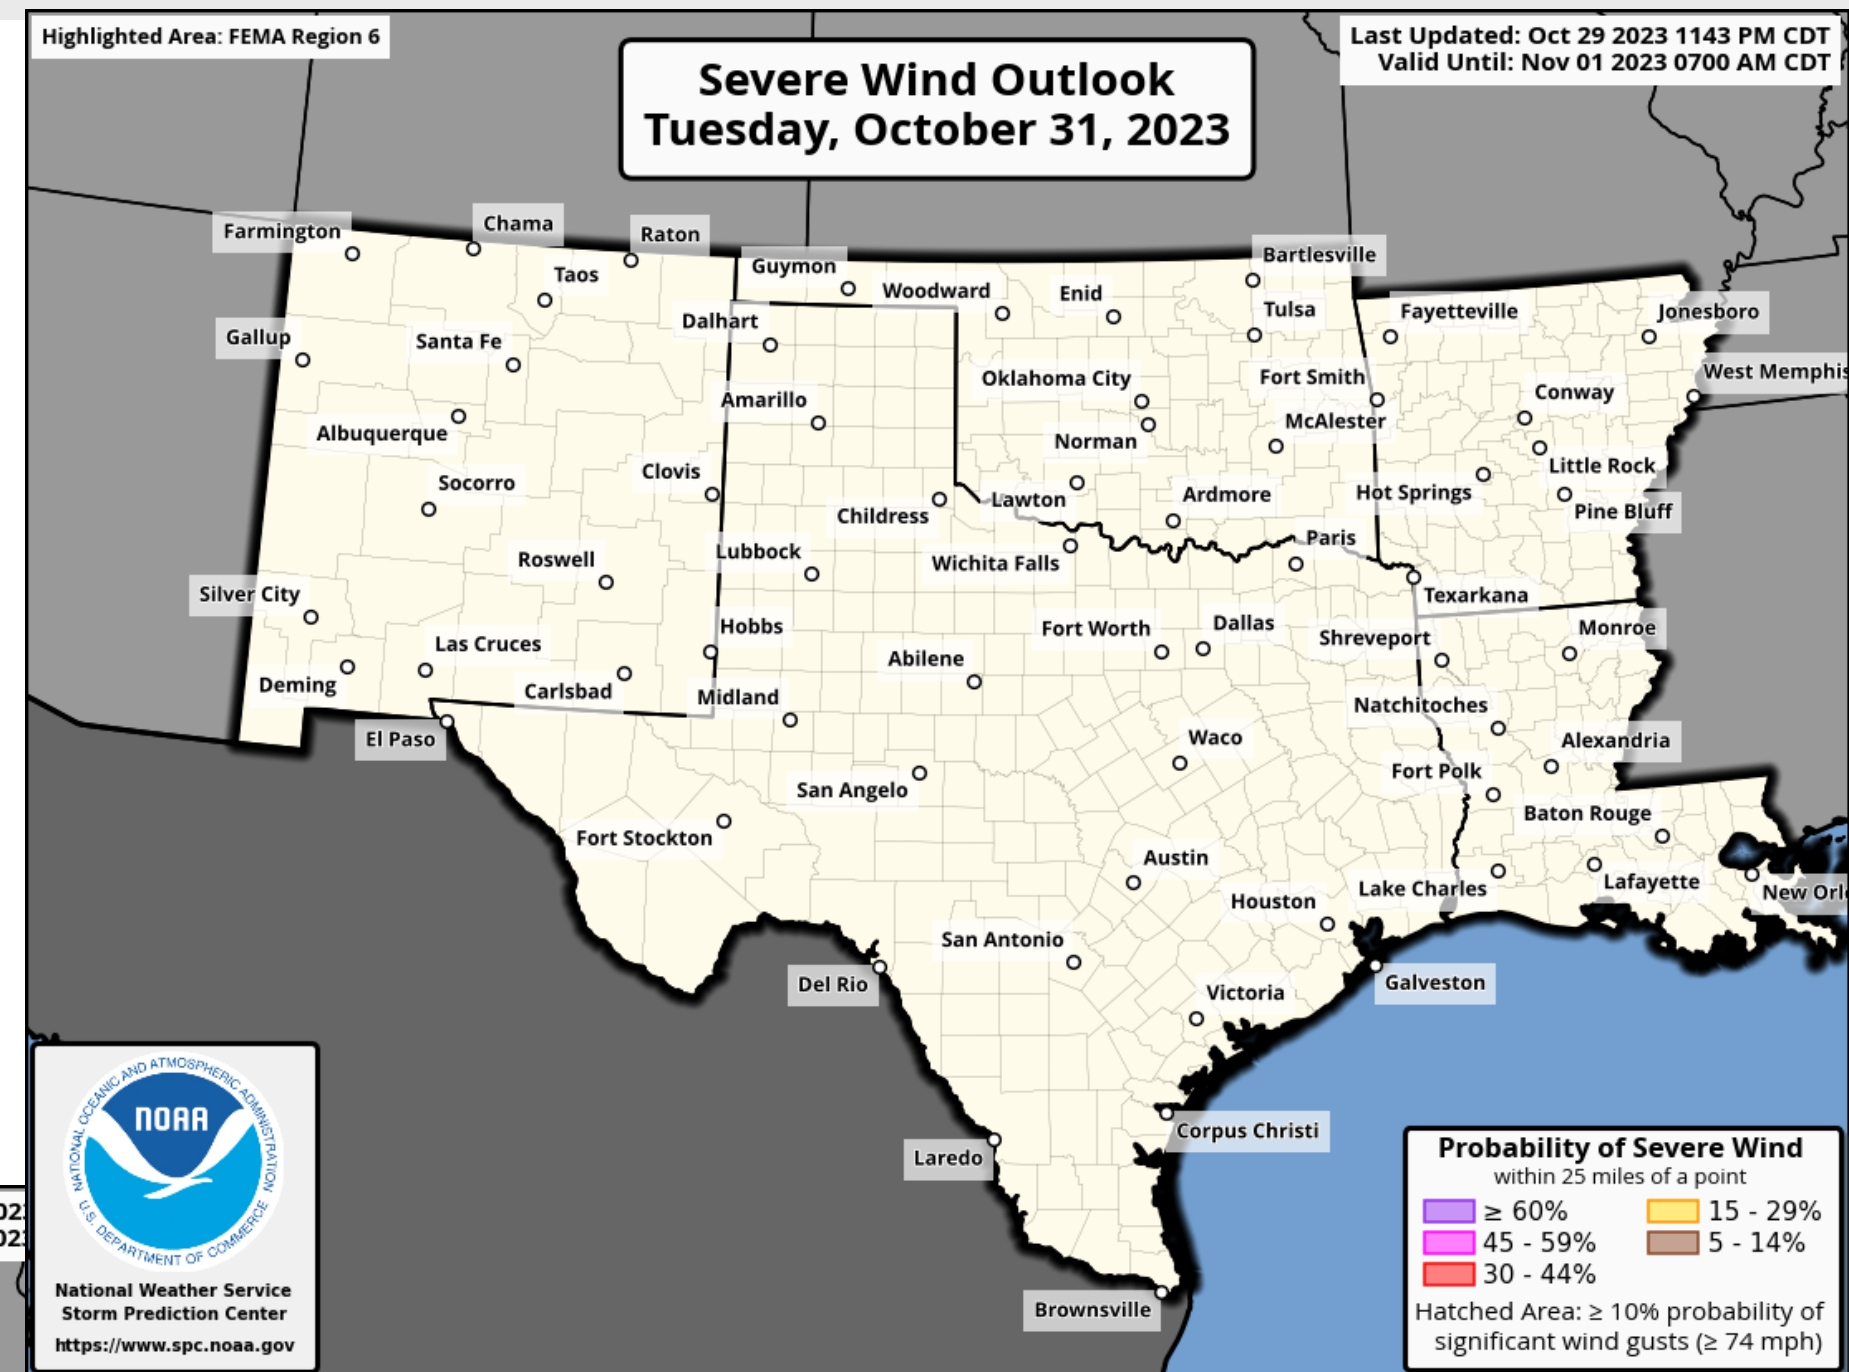 Highlighted Area: FEMA Region 6
Last Updated: Oct 29 2023 1143 PM CDT
Valid Until: Nov 01 2023 0700 AM CDT
Severe Wind Outlook
Tuesday, October 31, 2023
Farmington
Chama
Raton
Taos
Guymon
Woodward
Enid
Bartlesville
Tulsa
Fayetteville
Jonesboro
Gallup
Santa Fe
Dalhart
Oklahoma City
Fort Smith
West Memphis
Conway
Amarillo
Albuquerque
Norman
McAlester
Little Rock
Clovis
Socorro
Childress
Lawton
Ardmore
Hot Springs
Pine Bluff
Paris
Roswell
Lubbock
Wichita Falls
Silver City
Texarkana
Las Cruces
Hobbs
Fort Worth
Dallas
Shreveport
Monroe
Abilene
Deming
Carlsbad
Midland
Natchitoches
El Paso
Waco
Alexandria
San Angelo
Fort Polk
Fort Stockton
Baton Rouge
Austin
Lake Charles
Lafayette
New Orl
Houston
San Antonio
Del Rio
Victoria
Galveston
Corpus Christi
Laredo
Brownsville
023
023
NATIONAL OCEANIC AND ATMOSPHERIC ADMINISTRATION
NOAA
U.S. DEPARTMENT OF COMMERCE
National Weather Service
Storm Prediction Center
https://www.spc.noaa.gov
Probability of Severe Wind
within 25 miles of a point
≥ 60% 15 - 29%
45 - 59% 5 - 14%
30 - 44%
Hatched Area: ≥ 10% probability of
significant wind gusts (≥ 74 mph)